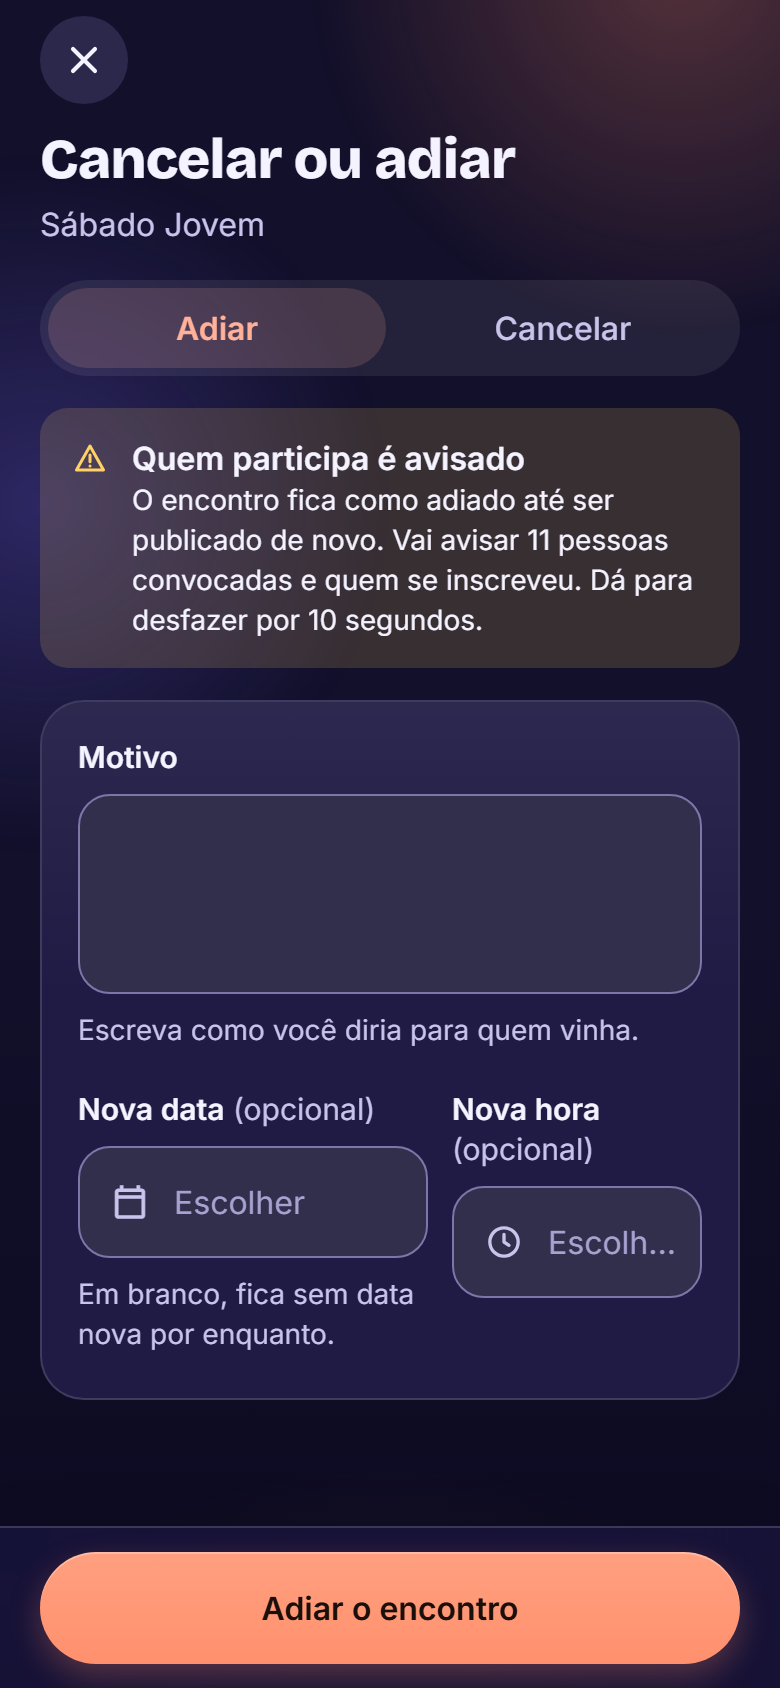 Cancelar ou adiar
Sábado Jovem
Adiar
Cancelar
Quem participa é avisado
O encontro fica como adiado até ser
publicado de novo. Vai avisar 11 pessoas
convocadas e quem se inscreveu. Dá para
desfazer por 10 segundos.
Motivo
Escreva como você diria para quem vinha.
Nova data (opcional)
Escolher
Em branco, fica sem data
nova por enquanto.
Nova hora
(opcional)
Escolh...
Adiar o encontro